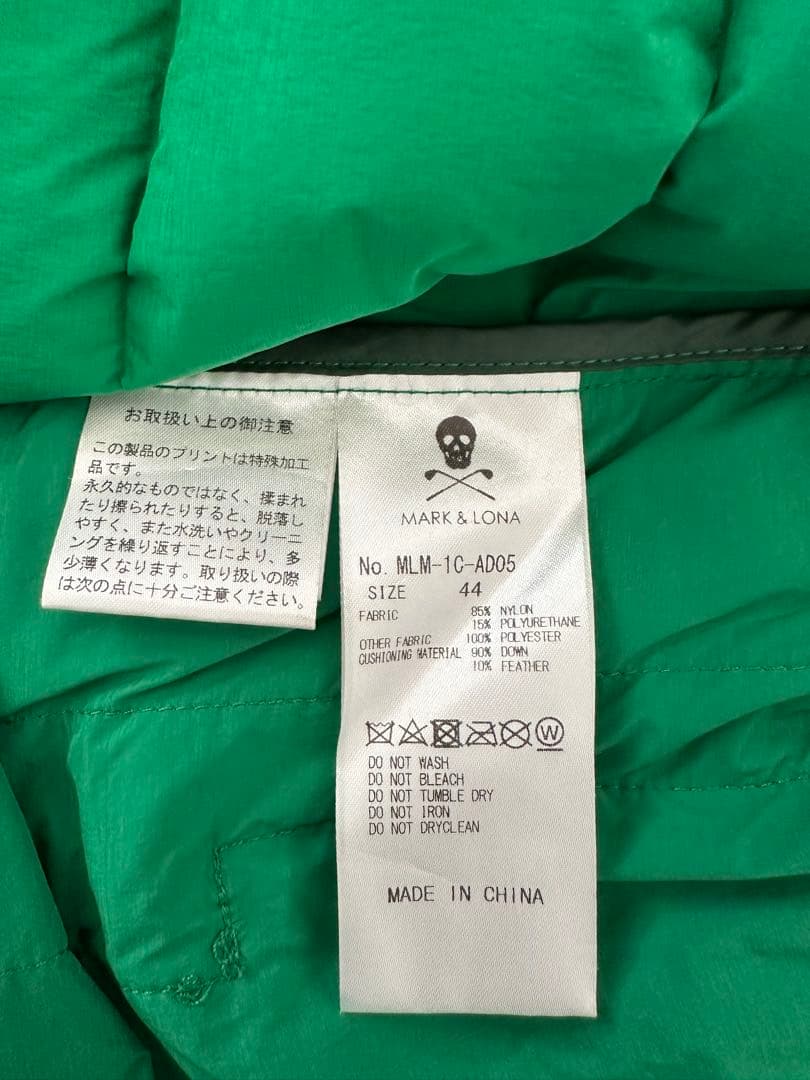 お取扱い上の御注意
この製品のプリントは特殊加工
品です。
永久的なものではなく、揉まれ
たり擦られたりすると、脱落し
やすく、また水洗いやクリーニ
ングを繰り返すことにより、多
少薄くなります。取り扱いの際
は次の点に十分ご注意ください。
MARK & LONA
No. MLM-1C-AD05
SIZE 44
FABRIC 85% NYLON
15% POLYURETHANE
OTHER FABRIC 100% POLYESTER
CUSHIONING MATERIAL 90% DOWN
10% FEATHER
W
DO NOT WASH
DO NOT BLEACH
DO NOT TUMBLE DRY
DO NOT IRON
DO NOT DRYCLEAN
MADE IN CHINA